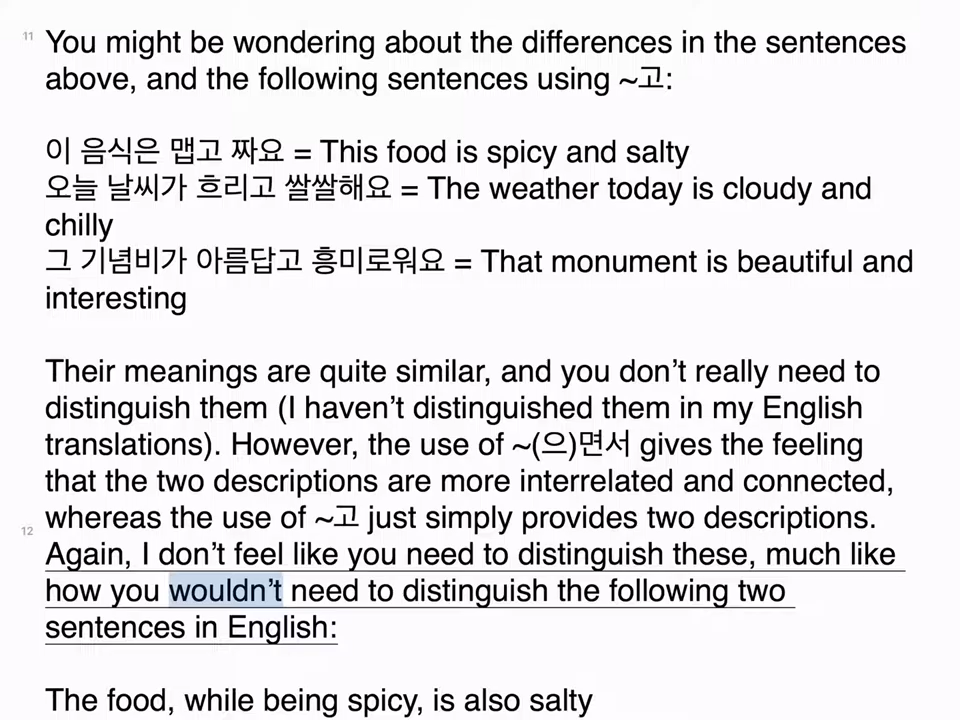 11
You might be wondering about the differences in the sentences
above, and the following sentences using ~고:
이 음식은 맵고 짜요 = This food is spicy and salty
오늘 날씨가 흐리고 쌀쌀해요 = The weather today is cloudy and
chilly
그 기념비가 아름답고 흥미로워요 = That monument is beautiful and
interesting
Their meanings are quite similar, and you don’t really need to
distinguish them (I haven’t distinguished them in my English
translations). However, the use of ~(으)면서 gives the feeling
that the two descriptions are more interrelated and connected,
whereas the use of ~고 just simply provides two descriptions.
12
Again, I don’t feel like you need to distinguish these, much like
how you wouldn’t need to distinguish the following two
sentences in English:
The food, while being spicy, is also salty